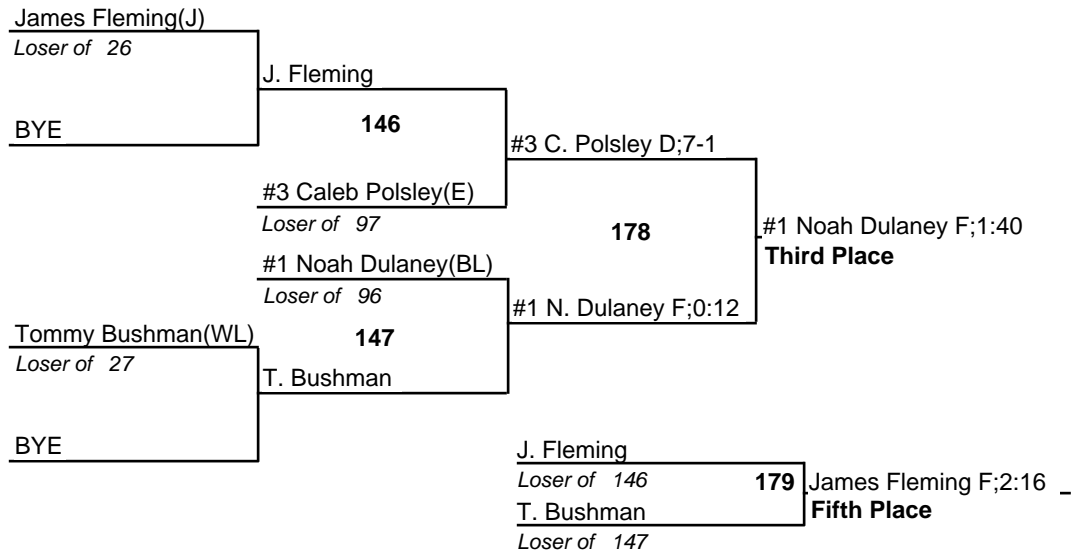 James Fleming(J)
Loser of 26
J. Fleming
146
BYE
#3 C. Polsley D;7-1
#3 Caleb Polsley(E)
Loser of 97
178
#1 Noah Dulaney F;1:40
Third Place
#1 Noah Dulaney(BL)
Loser of 96
#1 N. Dulaney F;0:12
Tommy Bushman(WL)
147
Loser of 27
T. Bushman
BYE
J. Fleming
Loser of 146
179
James Fleming F;2:16
T. Bushman
Fifth Place
Loser of 147